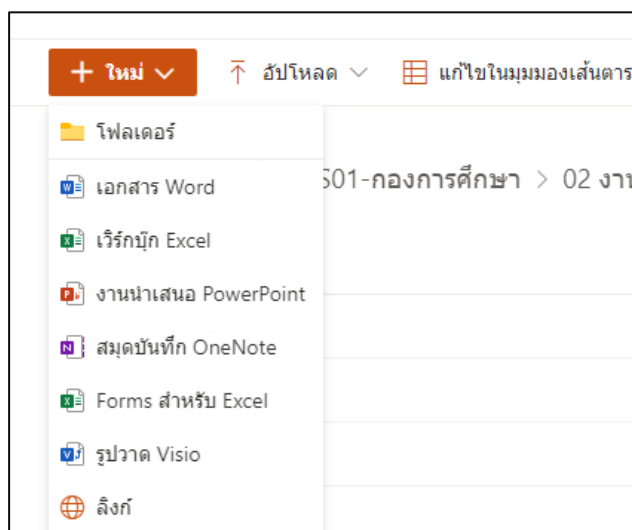 ใหม่
อัปโหลด
แก้ไขในมุมมองเส้นตาร
โฟลเดอร์
S01-กองการศึกษา > 02 งาน
เอกสาร Word
เวิร์กบุ๊ก Excel
งานนำเสนอ PowerPoint
สมุดบันทึก OneNote
Forms สำหรับ Excel
รูปวาด Visio
ลิงก์